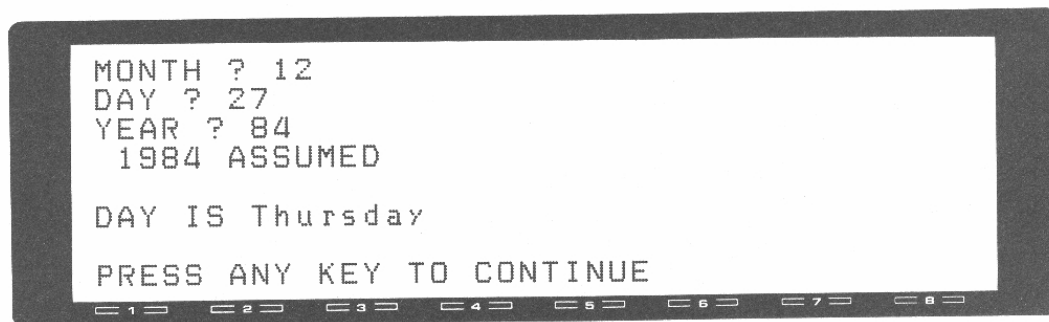 MONTH ? 12
DAY ? 27
YEAR ? 84
1984 ASSUMED
DAY IS Thursday
PRESS ANY KEY TO CONTINUE
1 2 3 4 5 6 7 8